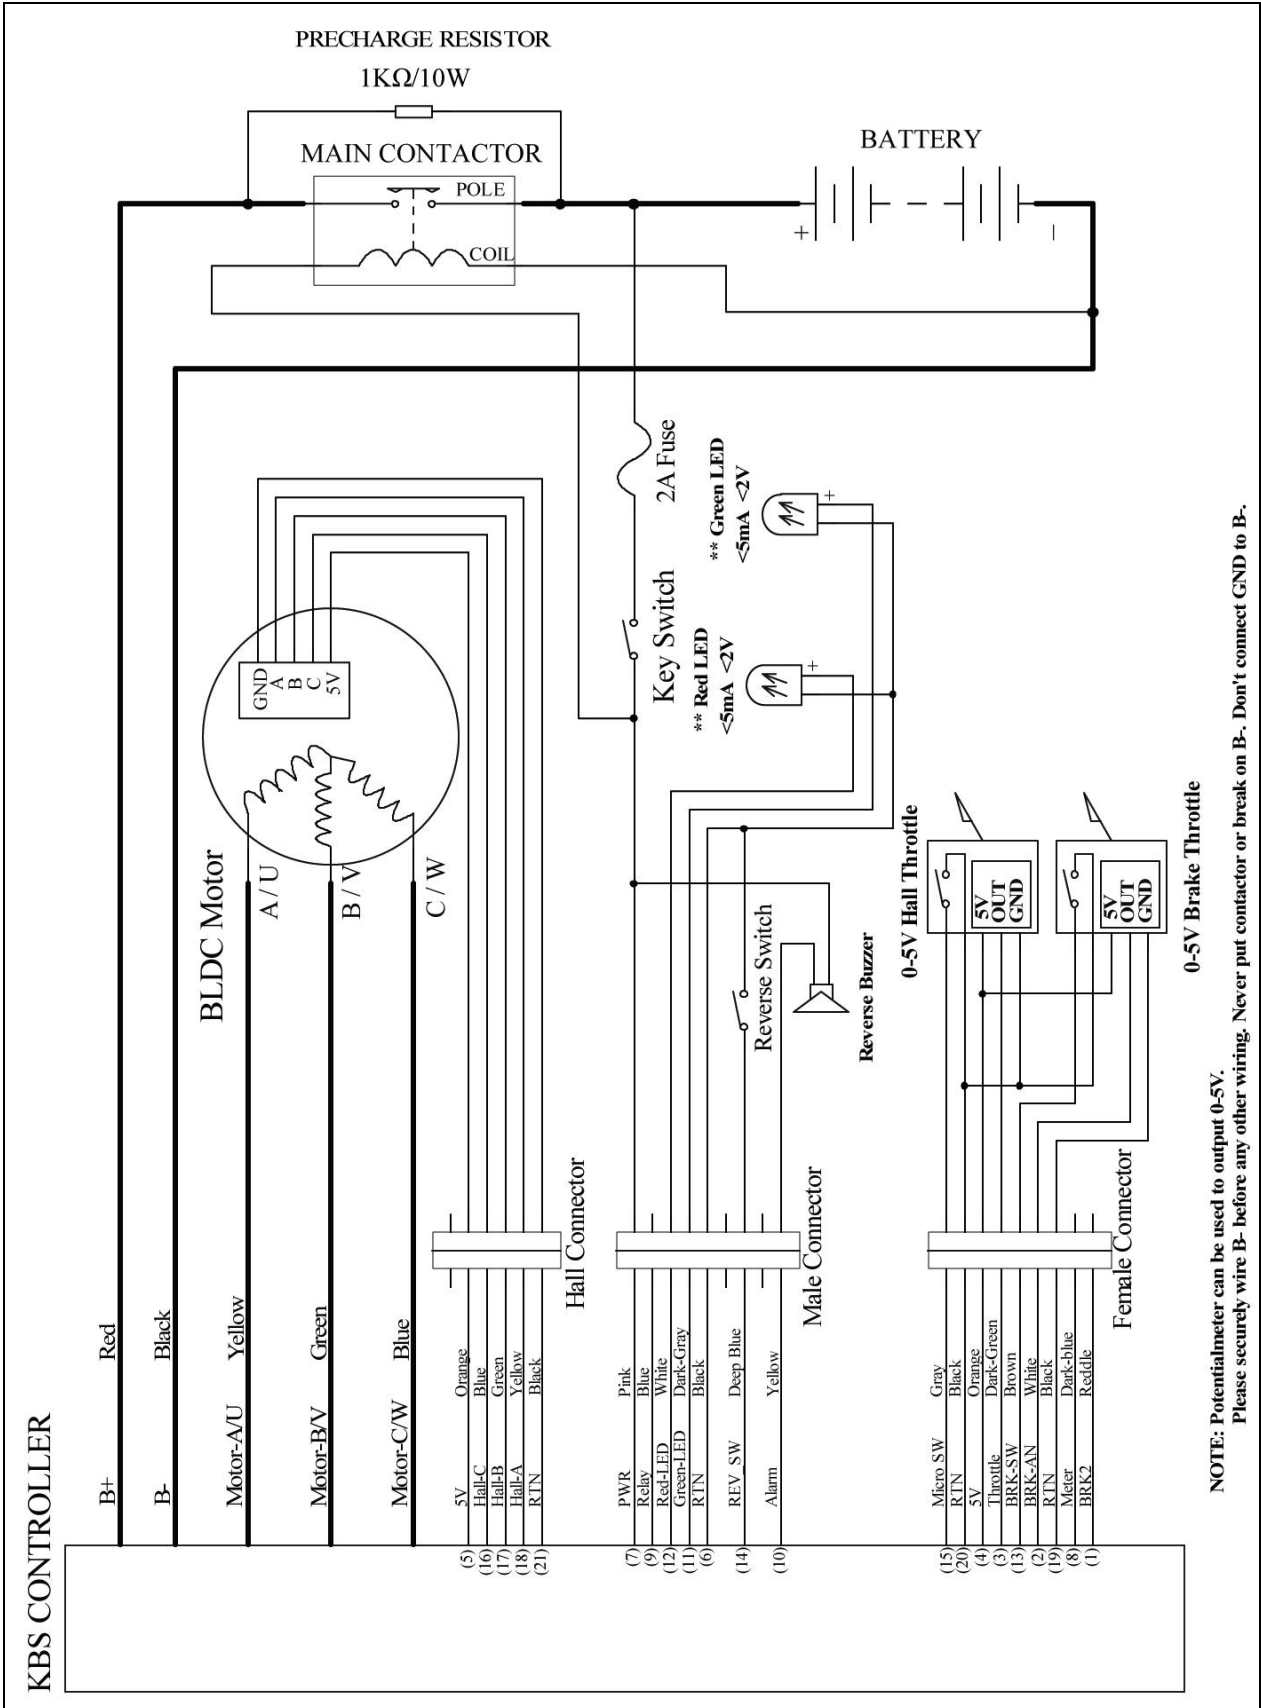 PRECHARGE RESISTOR
1KΩ/10W
MAIN CONTACTOR
POLE
COIL
BATTERY
+
−
2A Fuse
Key Switch
** Green LED
<5mA <2V
+
** Red LED
<5mA <2V
+
GND
A
B
C
5V
BLDC Motor
A / U
B / V
C / W
Reverse Switch
Reverse Buzzer
0-5V Hall Throttle
5V
OUT
GND
0-5V Brake Throttle
5V
OUT
GND
Hall Connector
Male Connector
Female Connector
KBS CONTROLLER
B+ Red
B- Black
Motor-A/U Yellow
Motor-B/V Green
Motor-C/W Blue
(5) 5V Orange
(16) Hall-C Blue
(17) Hall-B Green
(18) Hall-A Yellow
(21) RTN Black
(7) PWR Pink
(9) Relay Blue
(12) Red-LED White
(11) Green-LED Dark-Gray
(6) RTN Black
(14) REV_SW Deep Blue
(10) Alarm Yellow
(15) Micro SW Gray
(20) RTN Black
(4) 5V Orange
(3) Throttle Dark-Green
(13) BRK-SW Brown
(2) BRK-AN White
(19) RTN Black
(8) Meter Dark-blue
(1) BRK2 Reddle
NOTE: Potentialmeter can be used to output 0-5V.
Please securely wire B- before any other wiring. Never put contactor or break on B-. Don't connect GND to B-.